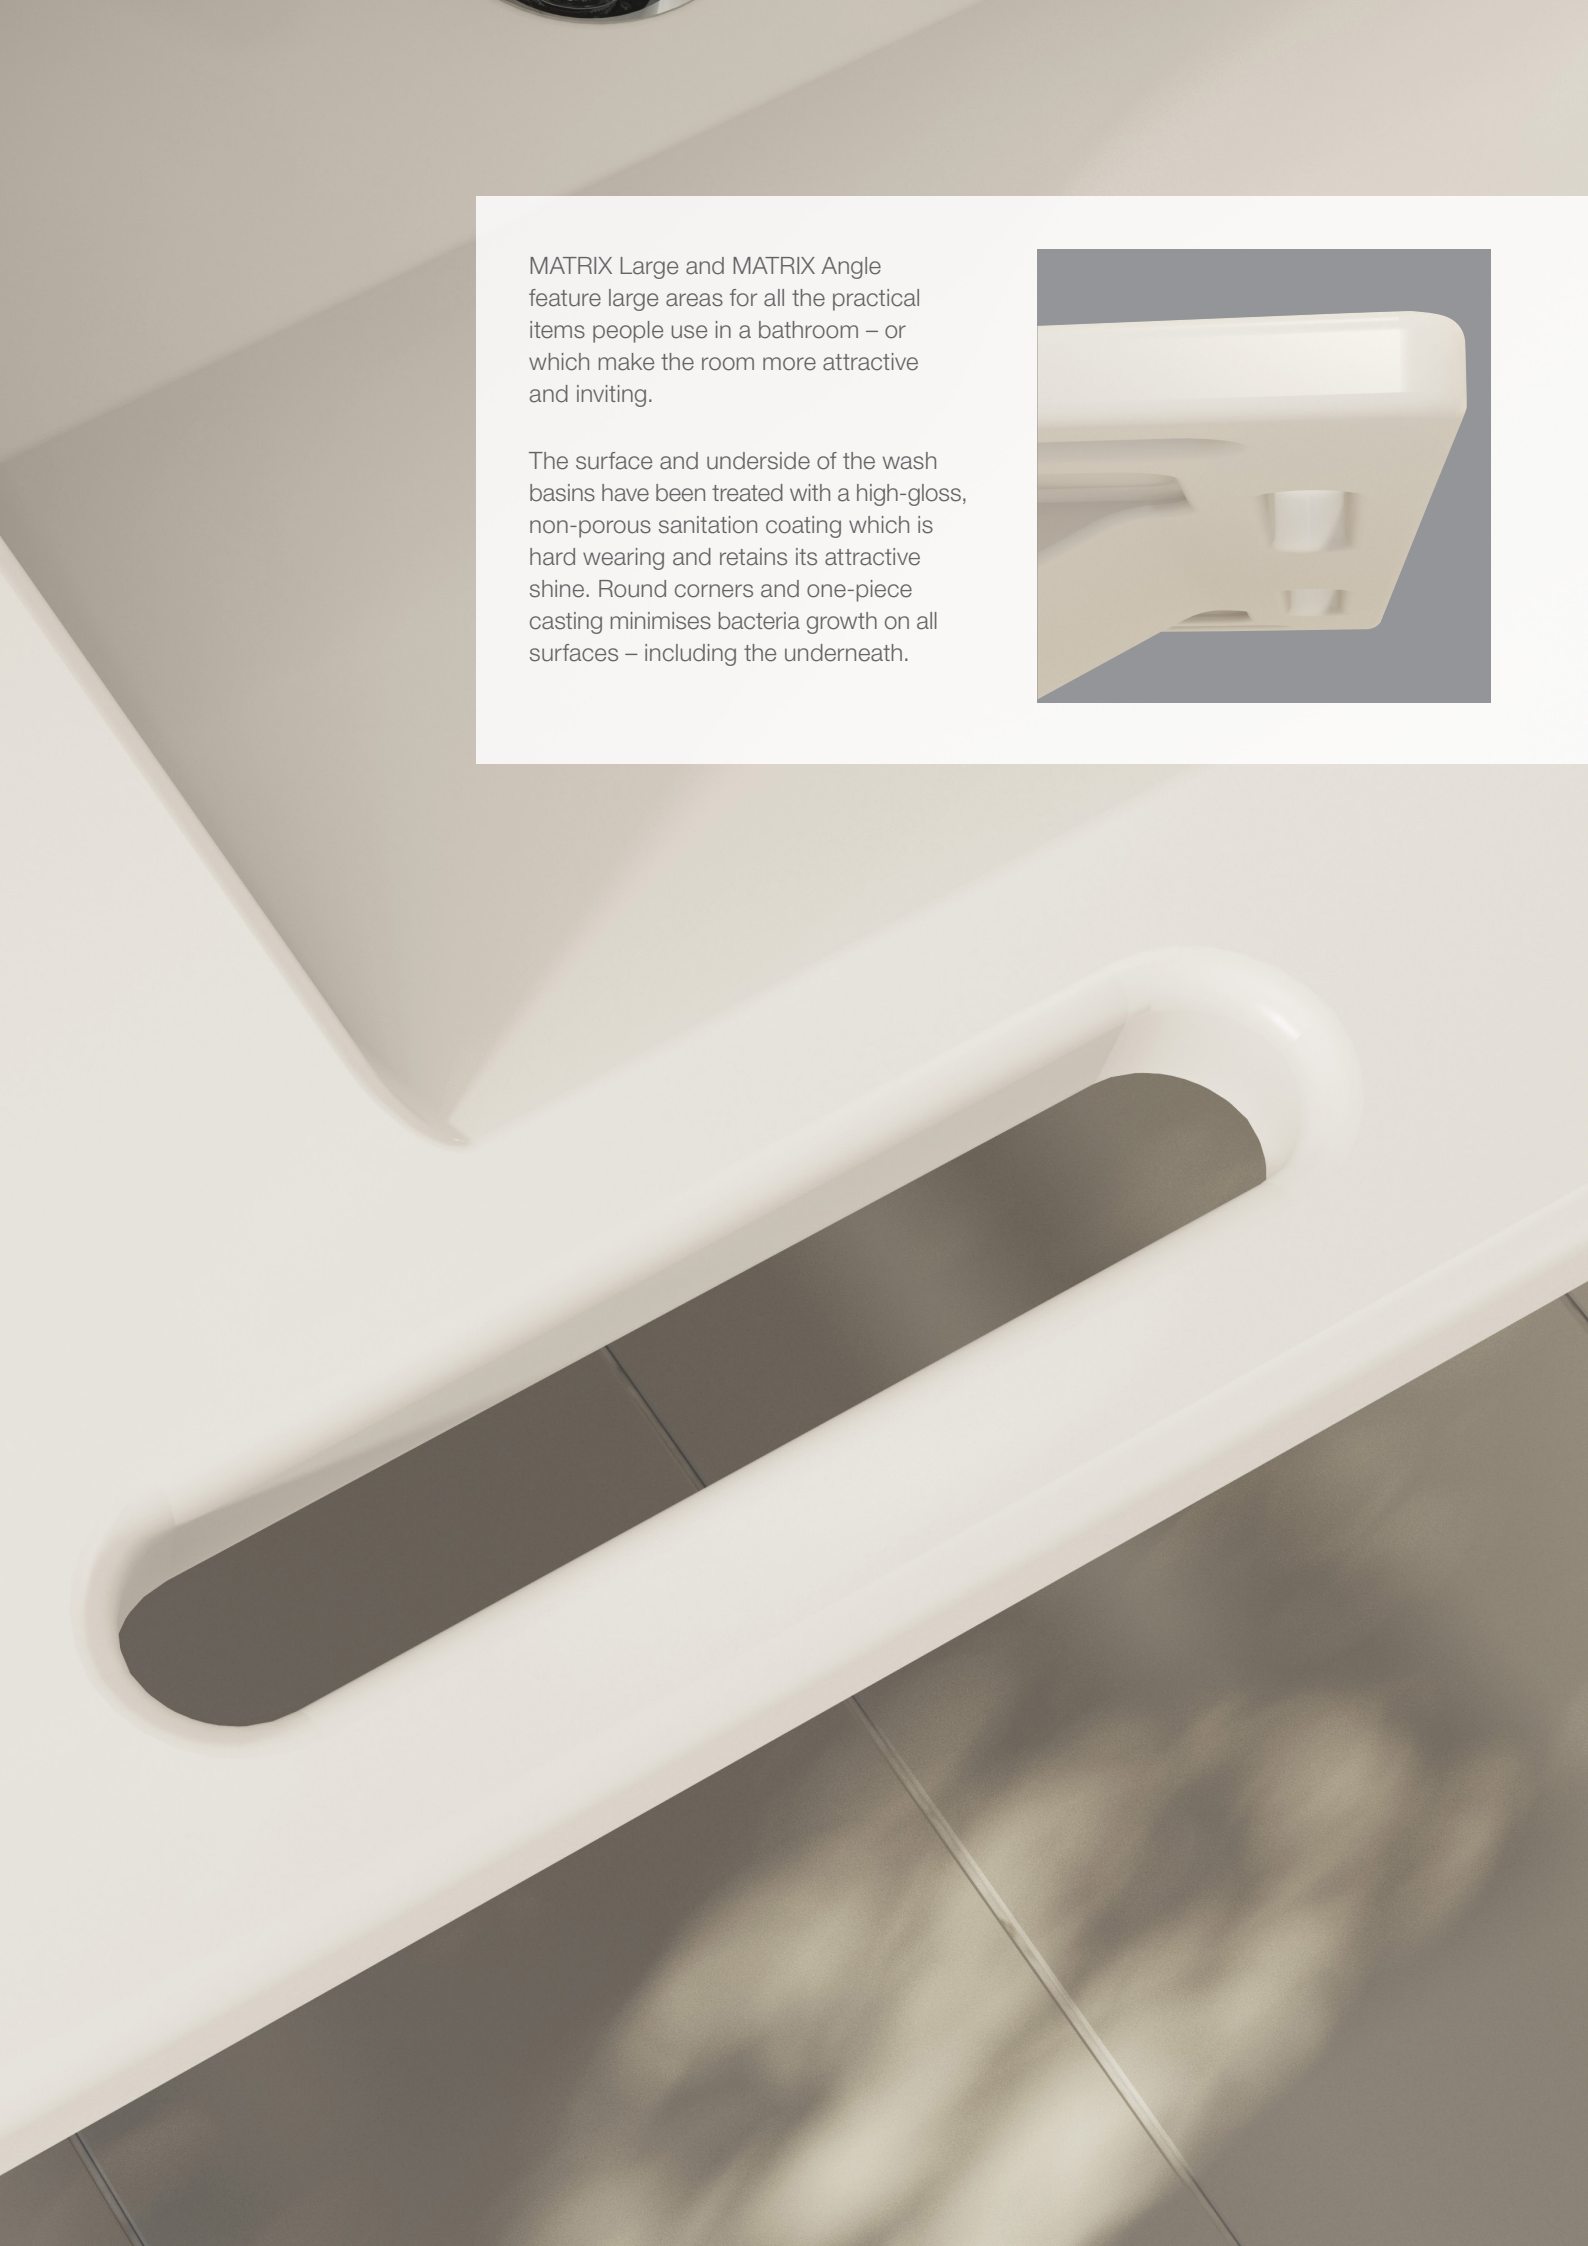 MATRIX Large and MATRIX Angle
feature large areas for all the practical
items people use in a bathroom – or
which make the room more attractive
and inviting.
The surface and underside of the wash
basins have been treated with a high-gloss,
non-porous sanitation coating which is
hard wearing and retains its attractive
shine. Round corners and one-piece
casting minimises bacteria growth on all
surfaces – including the underneath.